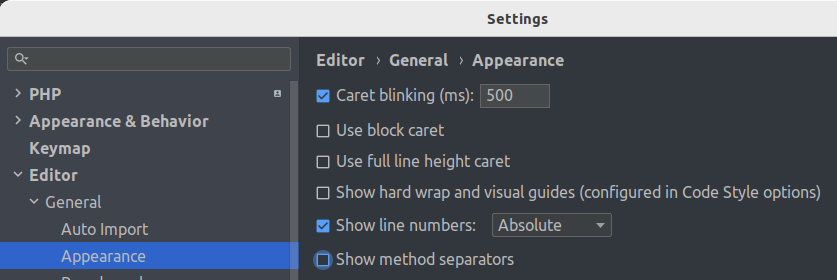 Settings
PHP
Appearance & Behavior
Keymap
Editor
General
Auto Import
Appearance
Editor › General › Appearance
Caret blinking (ms): 500
Use block caret
Use full line height caret
Show hard wrap and visual guides (configured in Code Style options)
Show line numbers: Absolute
Show method separators